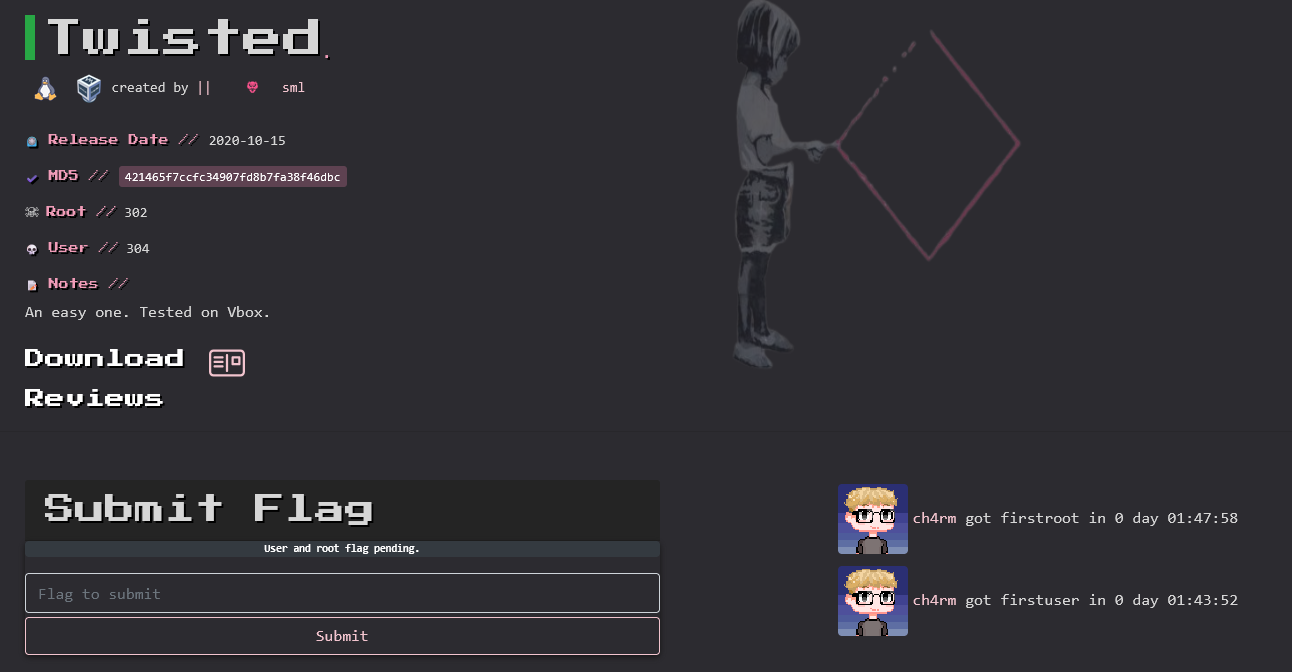 Twisted.
created by || sml
Release Date // 2020-10-15
MD5 // 421465f7ccfc34907fd8b7fa38f46dbc
Root // 302
User // 304
Notes //
An easy one. Tested on Vbox.
Download
Reviews
Submit Flag
User and root flag pending.
Flag to submit
Submit
ch4rm got firstroot in 0 day 01:47:58
ch4rm got firstuser in 0 day 01:43:52